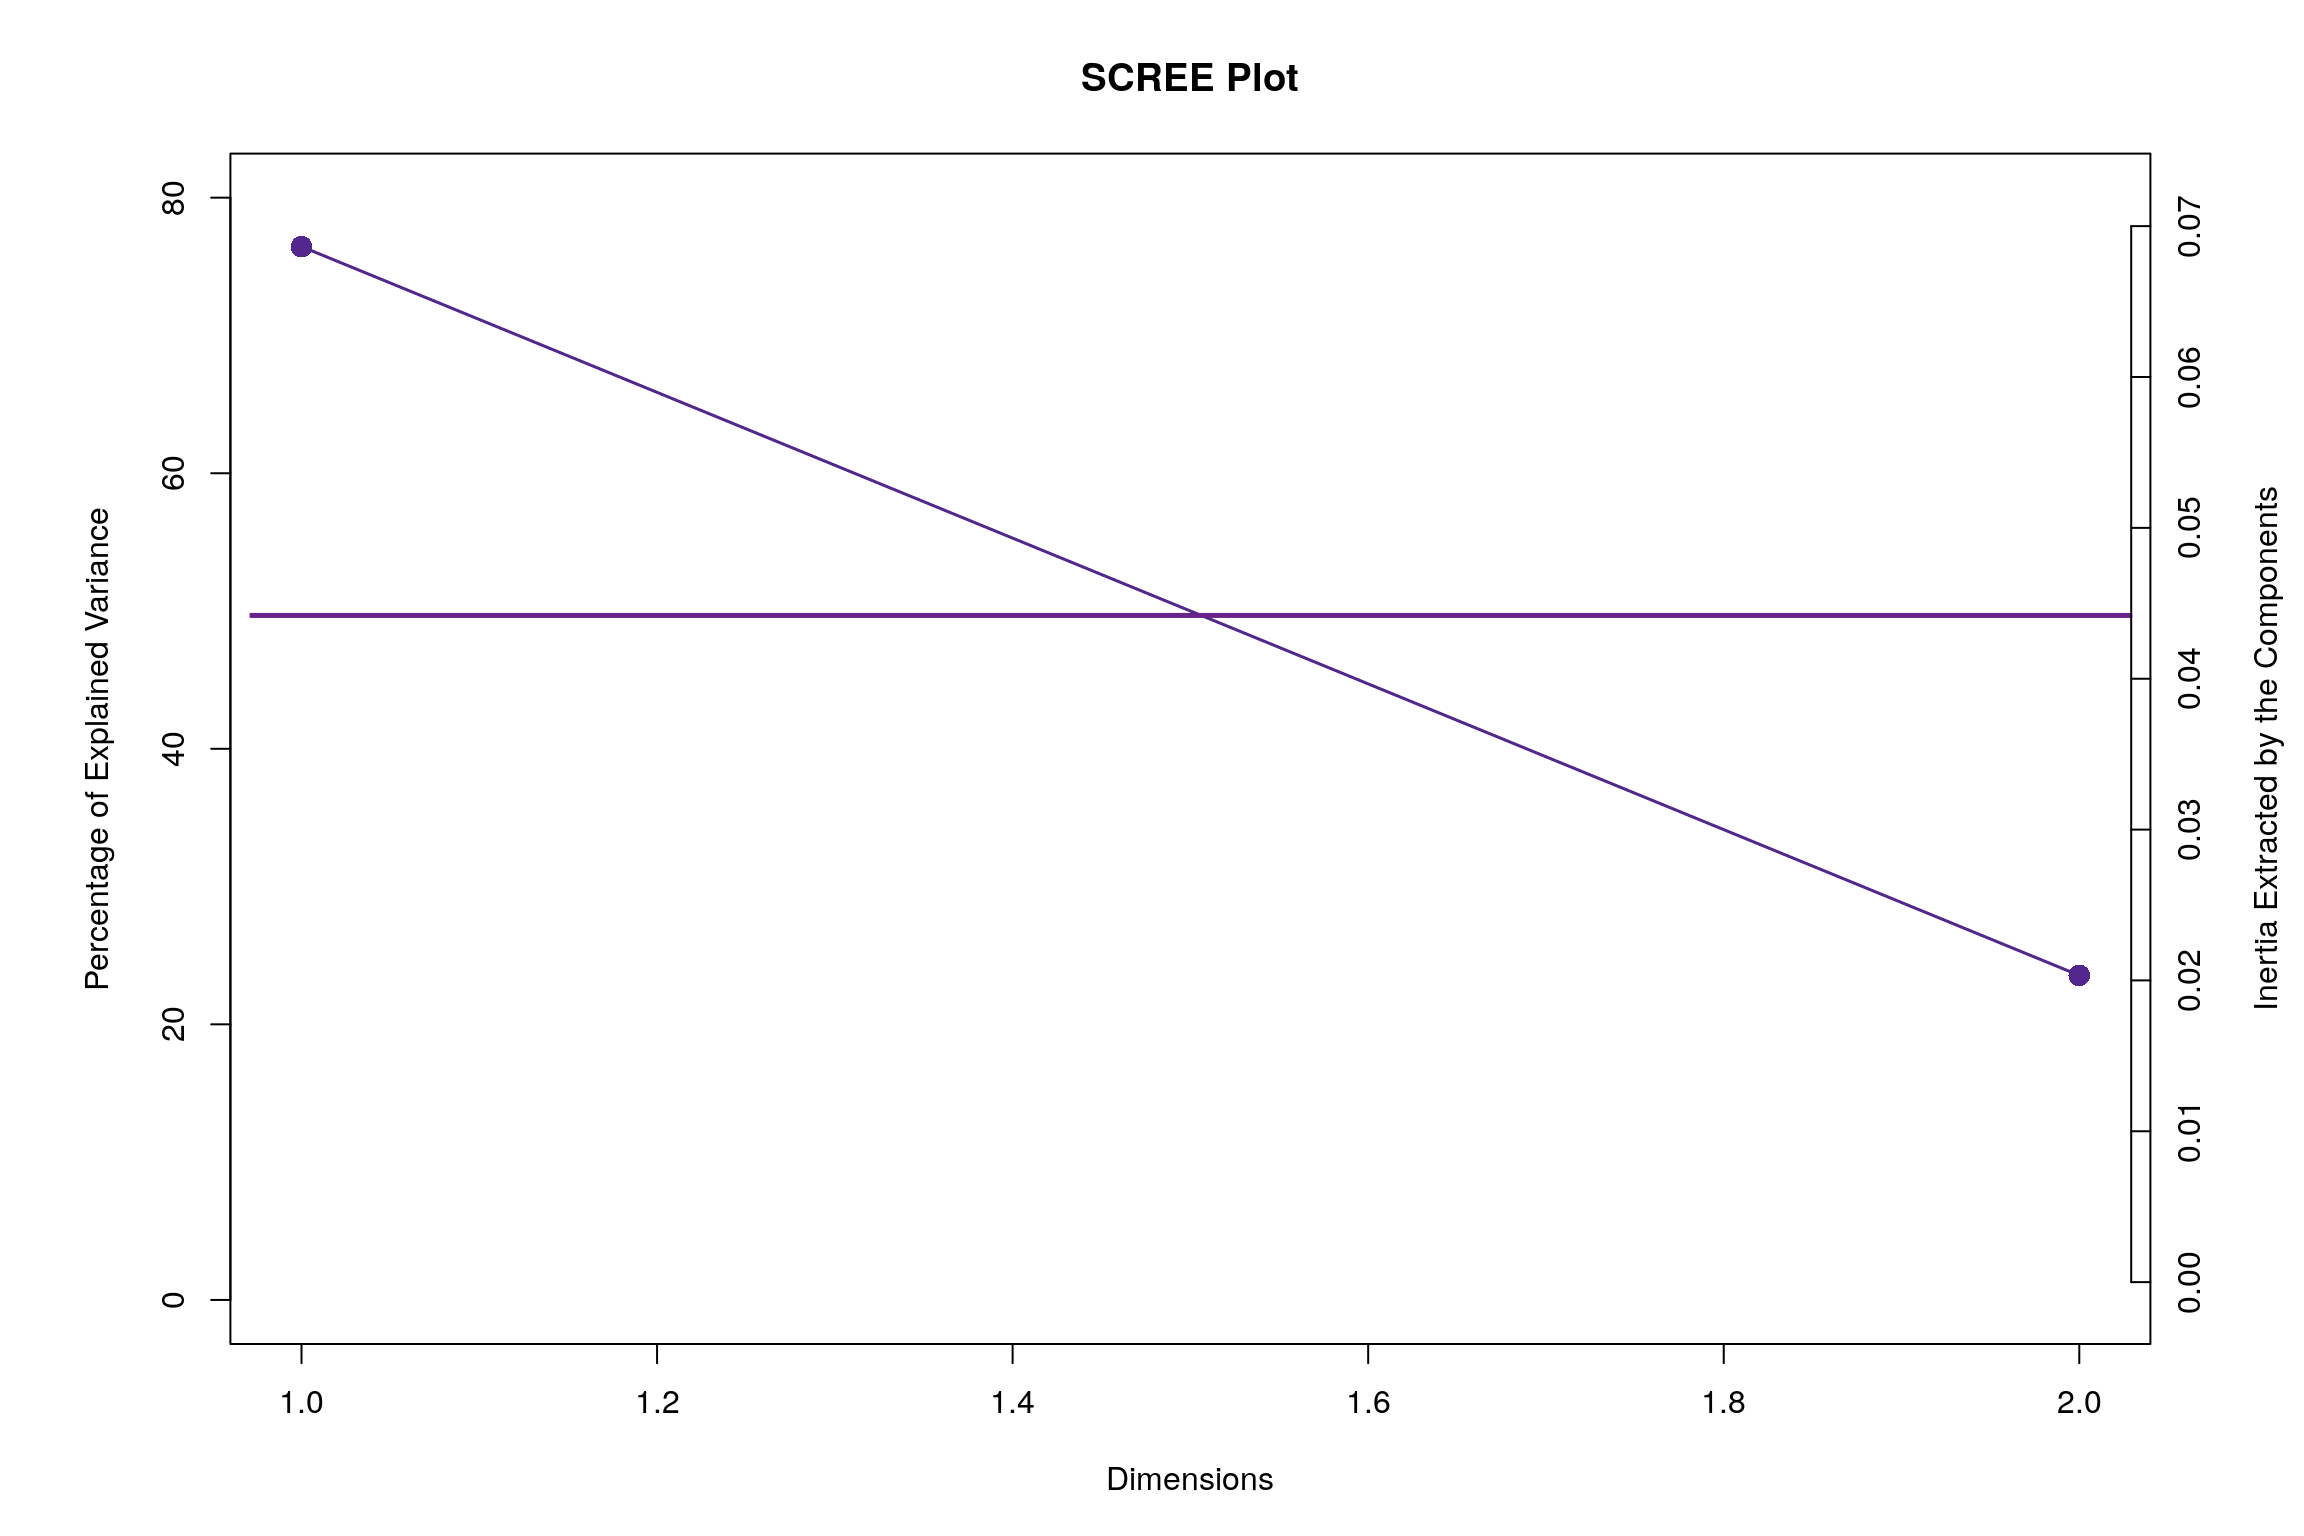 SCREE Plot
Percentage of Explained Variance
80
60
40
20
0
0.07
0.06
0.05
0.04
0.03
0.02
0.01
0.00
Inertia Extracted by the Components
1.0 1.2 1.4 1.6 1.8 2.0
Dimensions